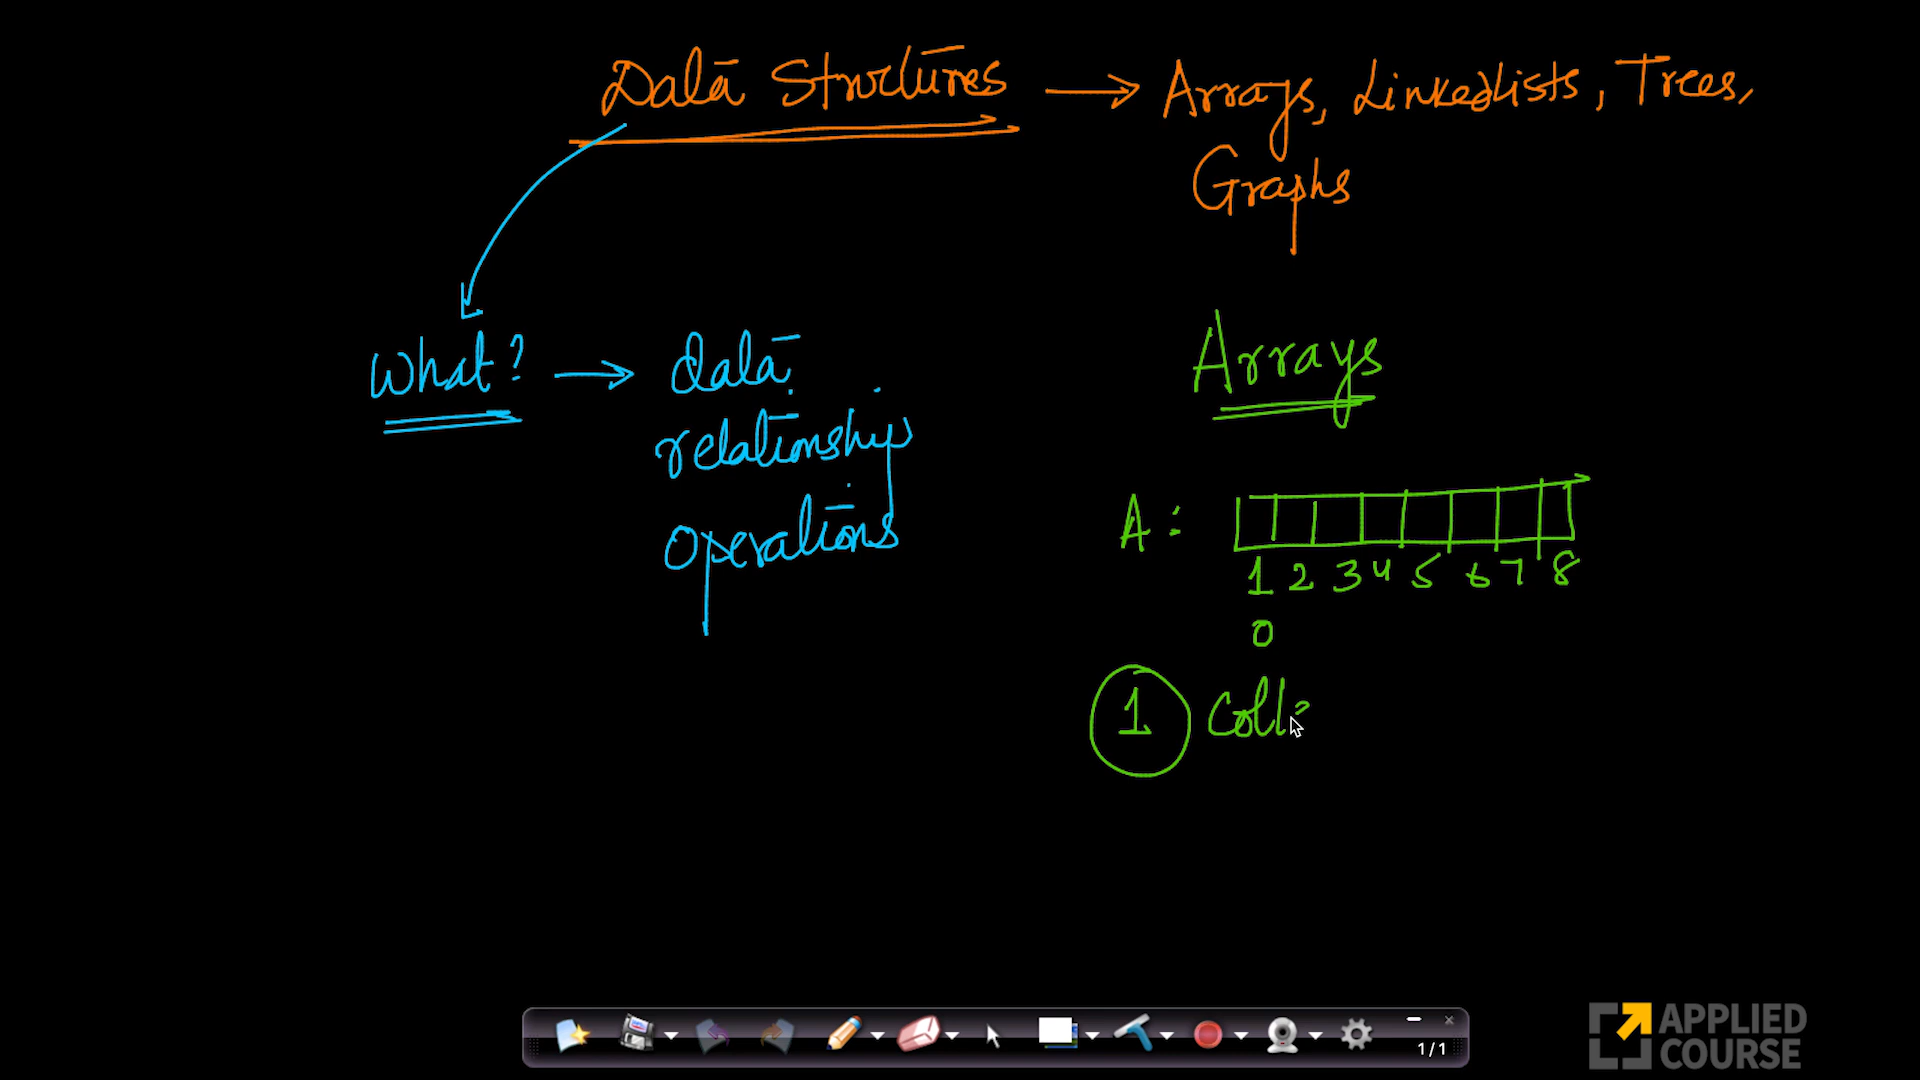 Data Structures → Arrays, Linkedlists, Trees,
Graphs
What? → data
relationship
operations
Arrays
A:
1 2 3 4 5 6 7 8
0
1 Coll
1/1
APPLIED
COURSE